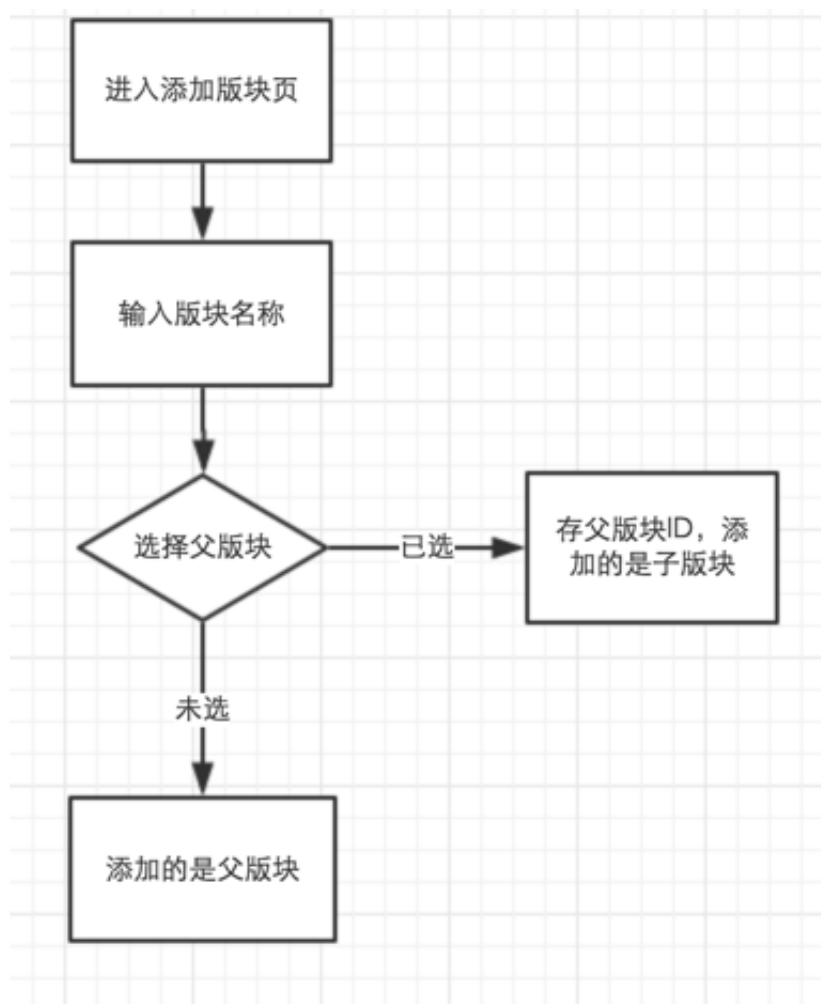 进入添加版块页
输入版块名称
选择父版块
已选
存父版块ID，添
加的是子版块
未选
添加的是父版块